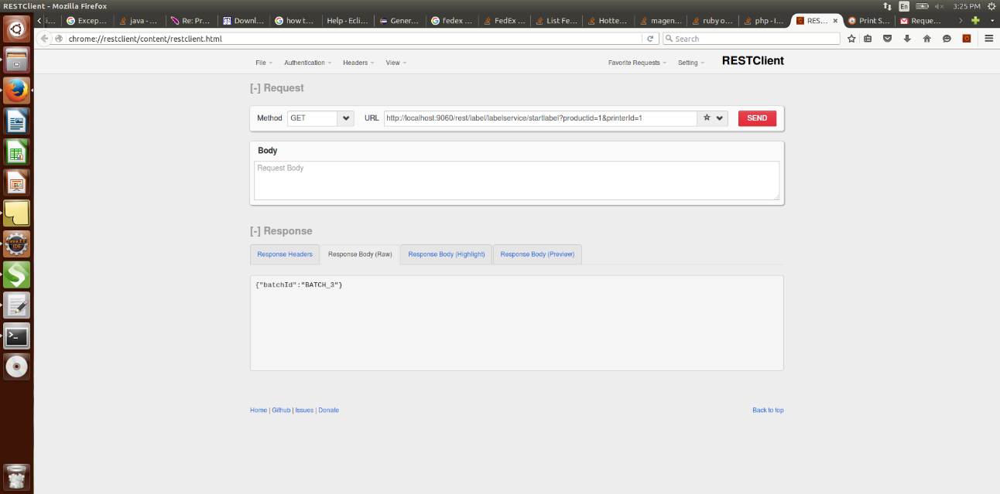 RESTClient - Mozilla Firefox
En
3:25 PM
i...
Excep...
java - ...
Re: Pr...
Downl...
how t...
Help - Ecli...
Gener...
fedex ...
FedEx ...
List Fe...
Hotte...
magen...
ruby o...
php - I...
RES...
Print S...
Reque...
chrome://restclient/content/restclient.html
Search
File
Authentication
Headers
View
Favorite Requests
Setting
RESTClient
[-] Request
Method
GET
URL
http://localhost:9060/rest/label/labelservice/startlabel?productid=1&printerId=1
SEND
Body
Request Body
[-] Response
Response Headers
Response Body (Raw)
Response Body (Highlight)
Response Body (Preview)
{"batchId":"BATCH_3"}
Home | Github | Issues | Donate
Back to top